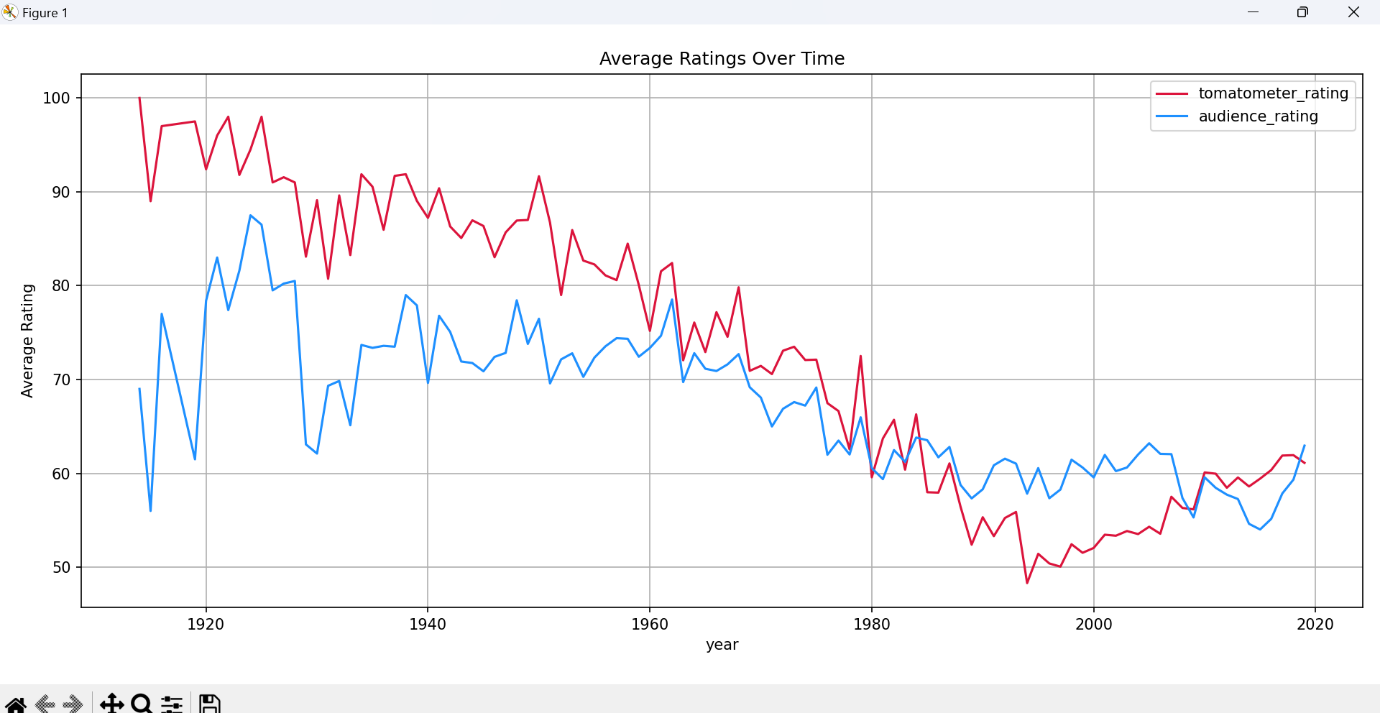 Figure 1
Average Ratings Over Time
tomatometer_rating
audience_rating
Average Rating
100
90
80
70
60
50
1920 1940 1960 1980 2000 2020
year